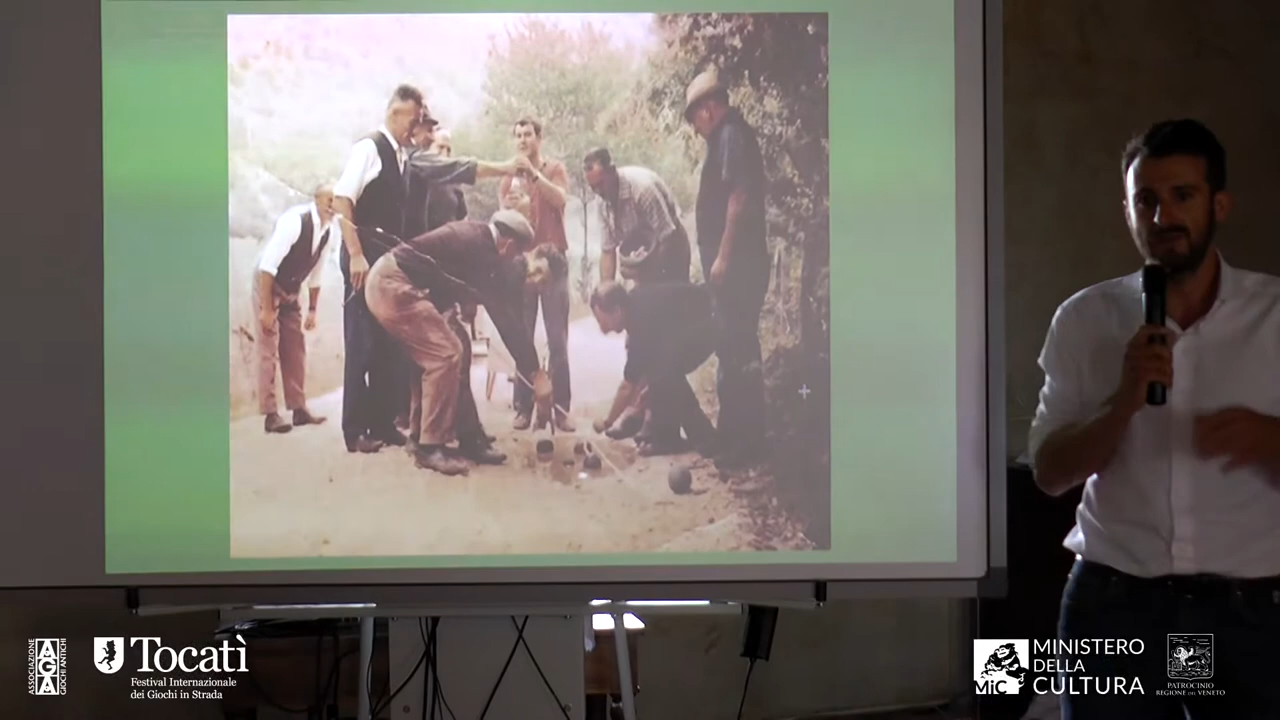 ASSOCIAZIONE
AGA
GIOCHI ANTICHI
Tocatì
Festival Internazionale
dei Giochi in Strada
MiC
MINISTERO
DELLA
CULTURA
PATROCINIO
REGIONE DEL VENETO